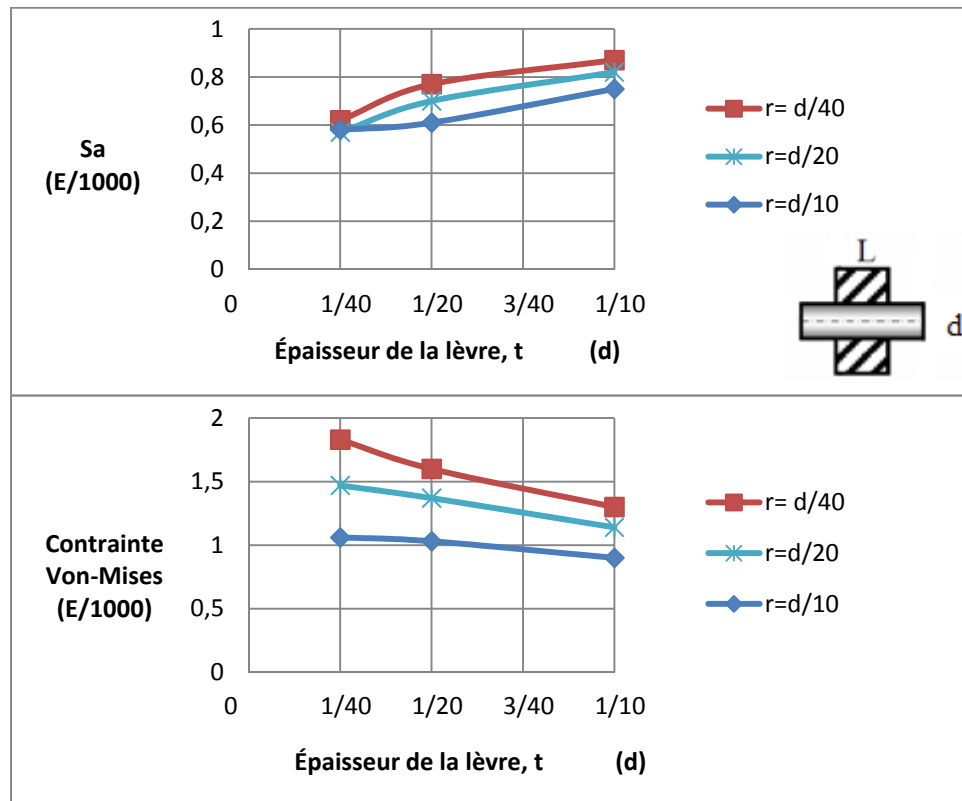 1
0,8
0,6
0,4
0,2
0
Sa
(E/1000)
0 1/40 1/20 3/40 1/10
Épaisseur de la lèvre, t (d)
r= d/40
r=d/20
r=d/10
L
d
2
1,5
1
0,5
0
Contrainte
Von-Mises
(E/1000)
0 1/40 1/20 3/40 1/10
Épaisseur de la lèvre, t (d)
r= d/40
r=d/20
r=d/10